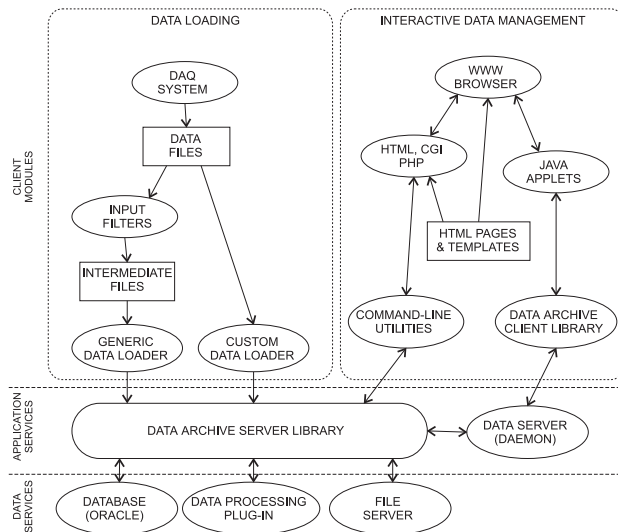 DATA LOADING
INTERACTIVE DATA MANAGEMENT
CLIENT
MODULES
DAQ
SYSTEM
DATA
FILES
INPUT
FILTERS
INTERMEDIATE
FILES
GENERIC
DATA LOADER
CUSTOM
DATA LOADER
WWW
BROWSER
HTML, CGI
PHP
JAVA
APPLETS
HTML PAGES
& TEMPLATES
COMMAND-LINE
UTILITIES
DATA ARCHIVE
CLIENT LIBRARY
APPLICATION
SERVICES
DATA ARCHIVE SERVER LIBRARY
DATA SERVER
(DAEMON)
DATA
SERVICES
DATABASE
(ORACLE)
DATA PROCESSING
PLUG-IN
FILE
SERVER